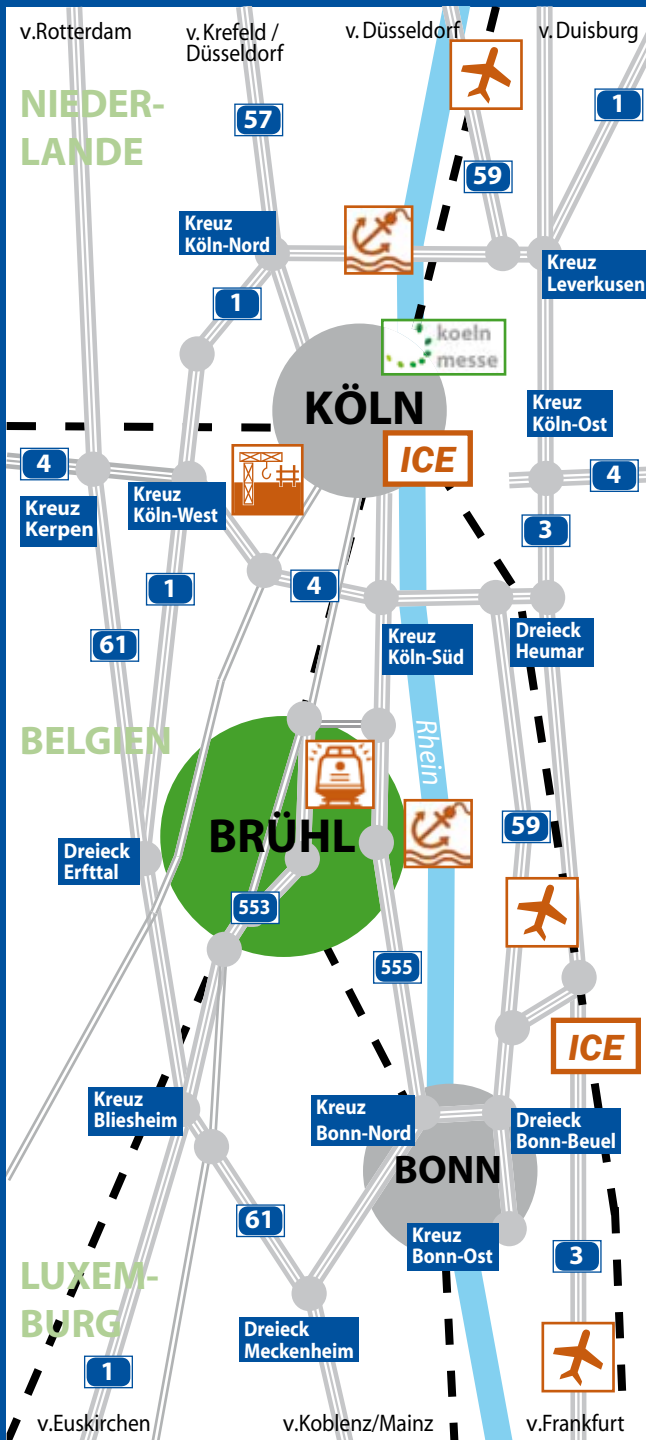 v.Rotterdam
v. Krefeld /
Düsseldorf
v. Düsseldorf
v. Duisburg
NIEDER-
LANDE
57
1
59
Kreuz
Köln-Nord
Kreuz
Leverkusen
1
koeln
messe
KÖLN
Kreuz
Köln-Ost
ICE
4
4
Kreuz
Kerpen
Kreuz
Köln-West
3
1
4
61
Kreuz
Köln-Süd
Dreieck
Heumar
BELGIEN
Rhein
BRÜHL
59
Dreieck
Erfttal
553
555
ICE
Kreuz
Bliesheim
Kreuz
Bonn-Nord
Dreieck
Bonn-Beuel
BONN
61
Kreuz
Bonn-Ost
3
LUXEM-
BURG
Dreieck
Meckenheim
1
v.Euskirchen
v.Koblenz/Mainz
v.Frankfurt